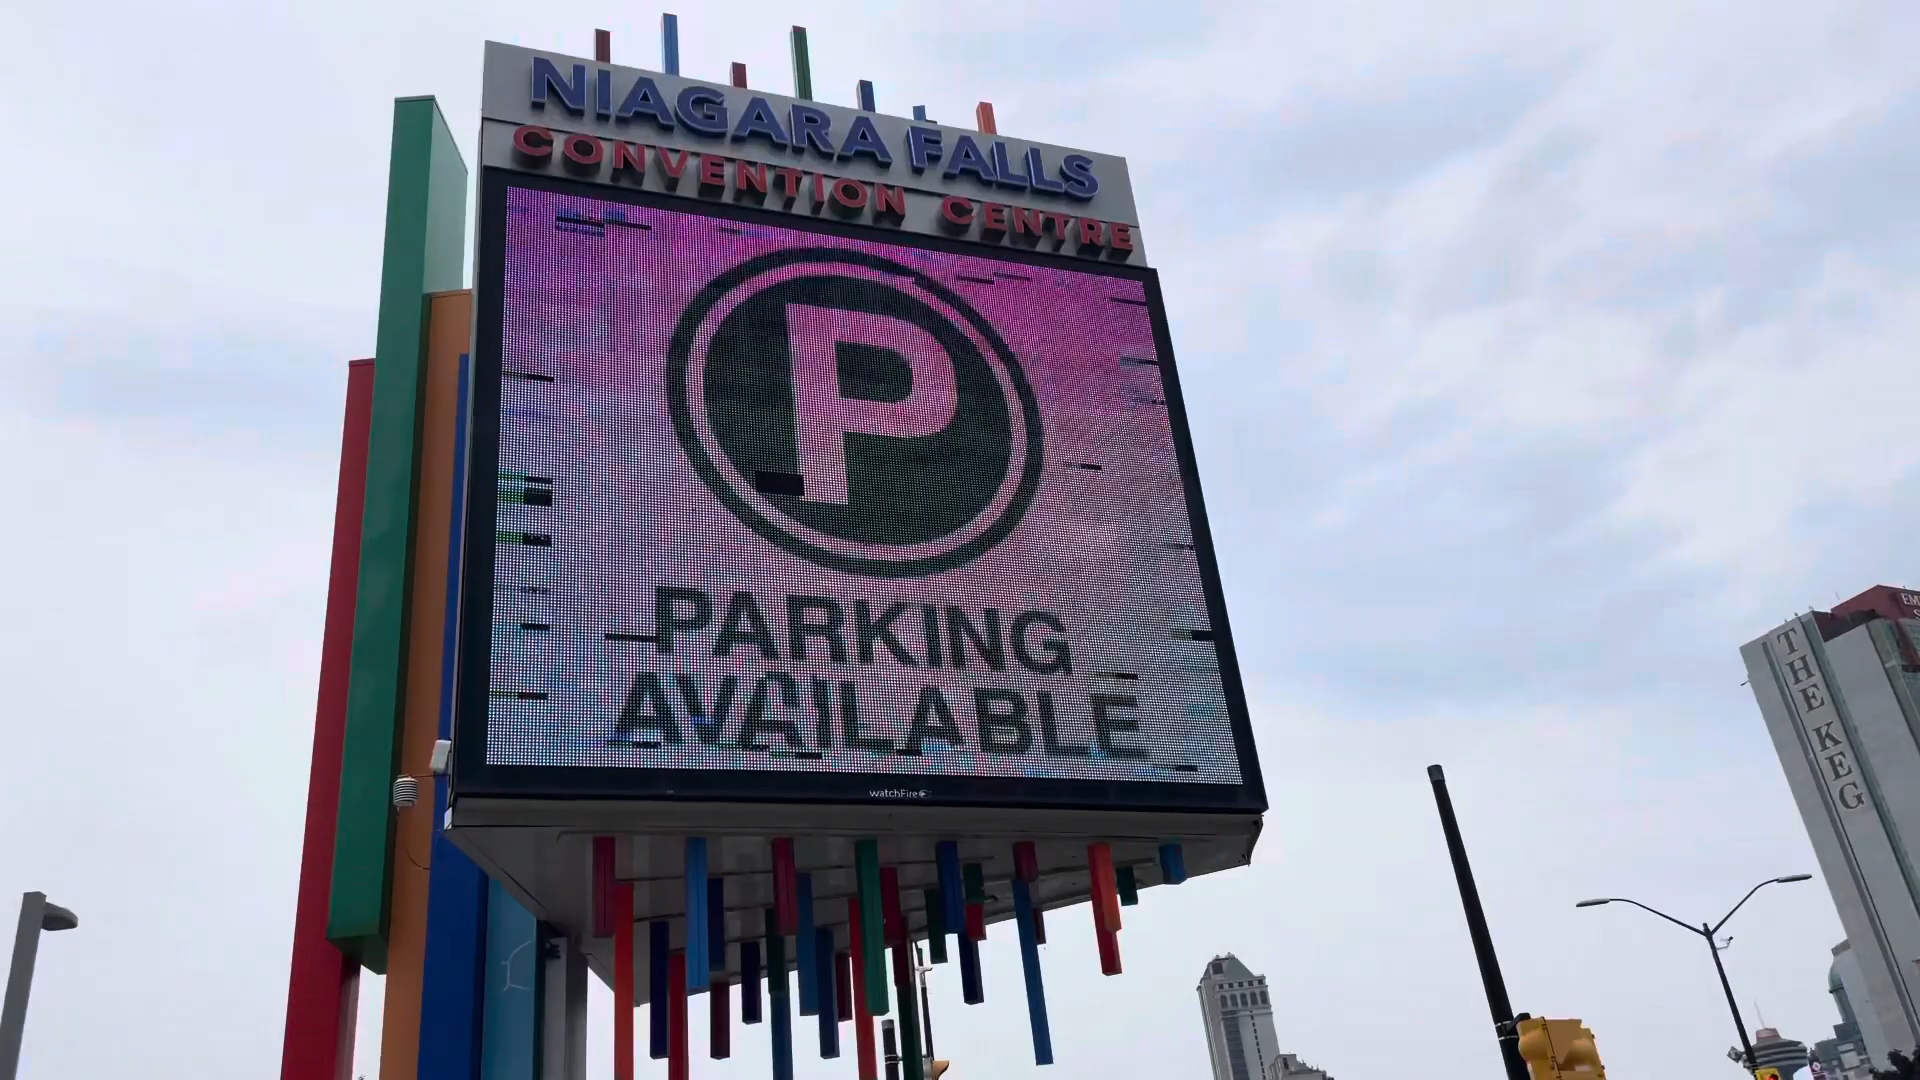 NIAGARA FALLS
CONVENTION CENTRE
P
PARKING
AVAILABLE
watchFire
THE KEG